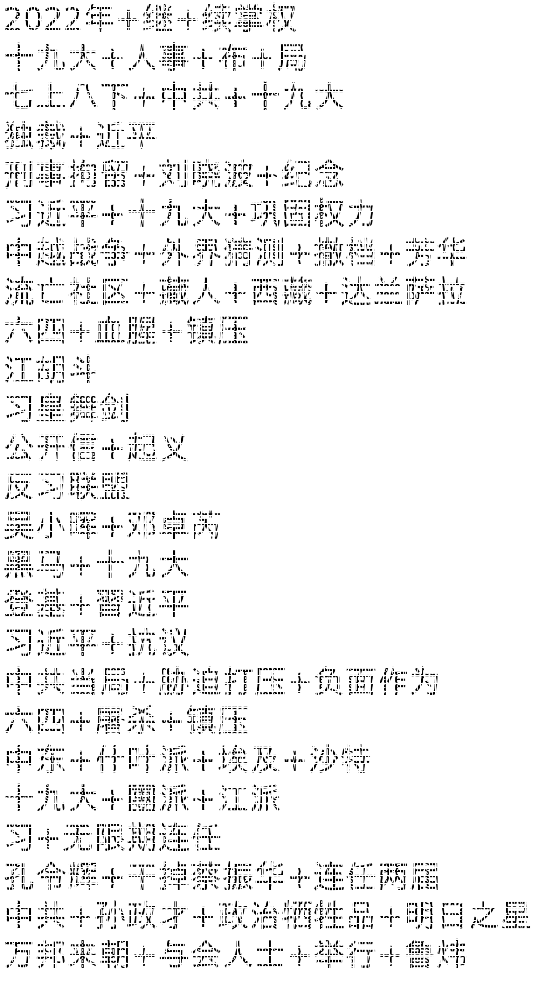 2022年+继+续掌权
十九大+人事+布+局
七上八下+中共+十九大
独裁+近平
刑事拘留+刘晓波+纪念
习近平+十九大+巩固权力
中越战争+外界猜测+撤档+芳华
流亡社区+藏人+西藏+达兰萨拉
六四+血腥+镇压
江胡斗
习皇舞剑
公开信+起义
反习联盟
吴小晖+邓卓芮
黑马+十九大
登基+習近平
习近平+抗议
中共当局+胁迫打压+负面作为
六四+屠杀+镇压
中东+什叶派+埃及+沙特
十九大+團派+江派
习+无限期连任
孔令辉+干掉蔡振华+连任两届
中共+孙政才+政治牺牲品+明日之星
万邦来朝+与会人士+举行+鲁炜